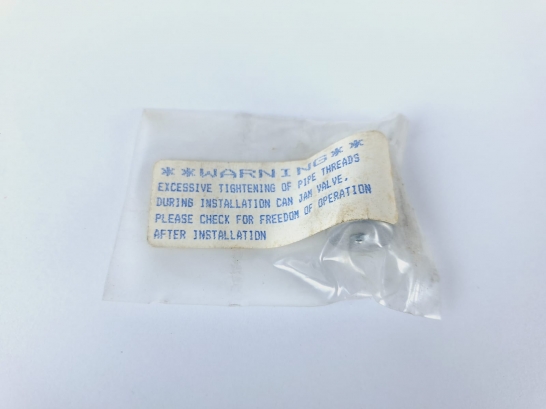 **WARNING**
EXCESSIVE TIGHTENING OF PIPE THREADS
DURING INSTALLATION CAN JAM VALVE.
PLEASE CHECK FOR FREEDOM OF OPERATION
AFTER INSTALLATION